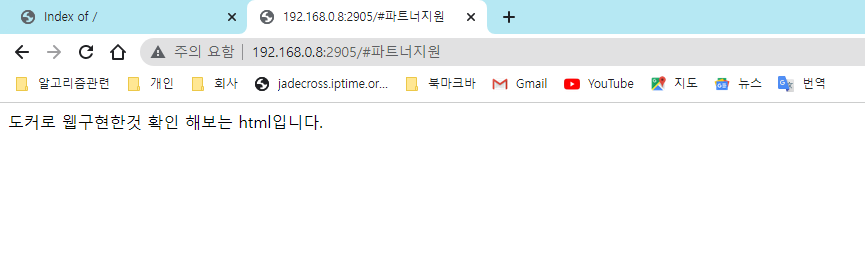 Index of /
192.168.0.8:2905/#파트너지원
주의 요함 | 192.168.0.8:2905/#파트너지원
알고리즘관련 개인 회사 jadecross.iptime.or... 북마크바 Gmail YouTube 지도 뉴스 번역
도커로 웹구현한것 확인 해보는 html입니다.